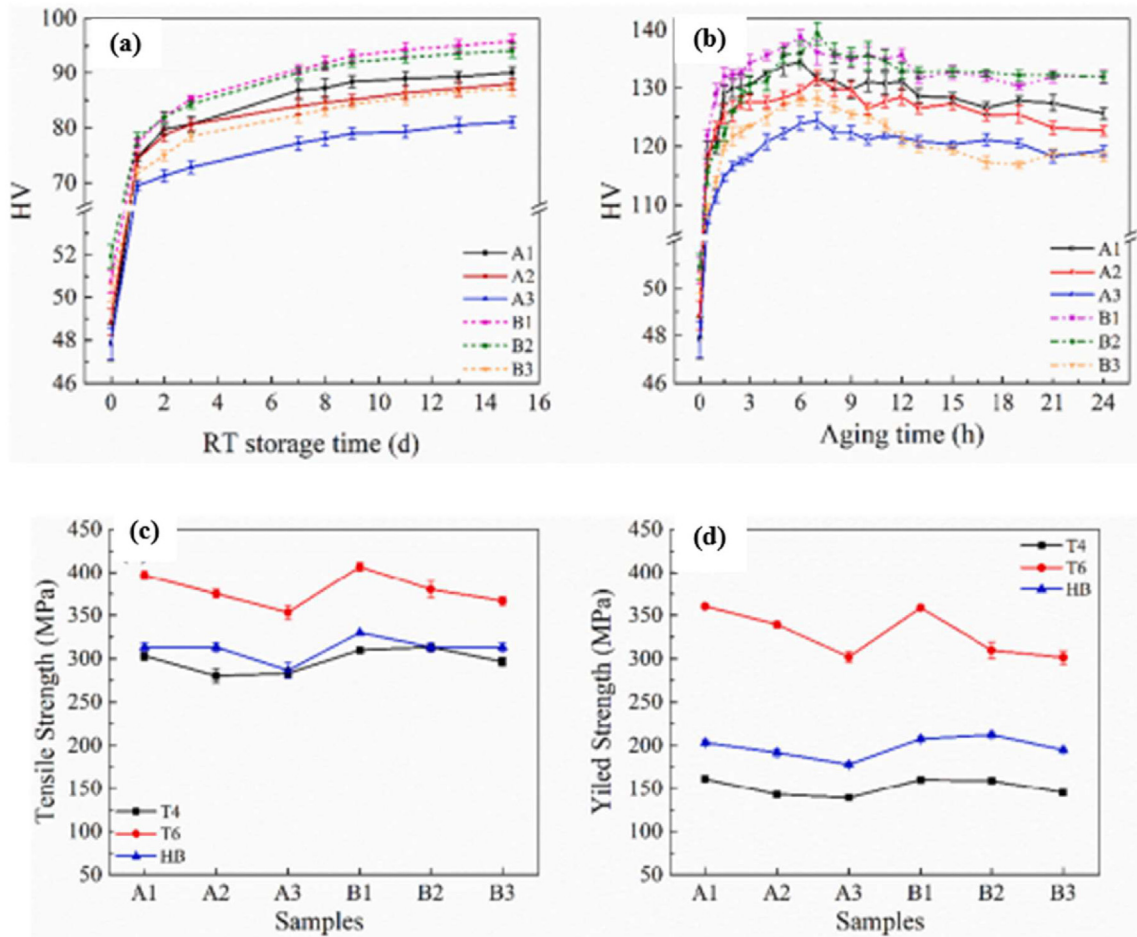 (a)
HV
100
90
80
70
52
50
48
46
0 2 4 6 8 10 12 14 16
RT storage time (d)
A1
A2
A3
B1
B2
B3
(b)
HV
140
130
120
110
50
48
46
0 3 6 9 12 15 18 21 24
Aging time (h)
A1
A2
A3
B1
B2
B3
(c)
Tensile Strength (MPa)
450
400
350
300
250
200
150
100
50
T4
T6
HB
A1 A2 A3 B1 B2 B3
Samples
(d)
Yiled Strength (MPa)
450
400
350
300
250
200
150
100
50
T4
T6
HB
A1 A2 A3 B1 B2 B3
Samples